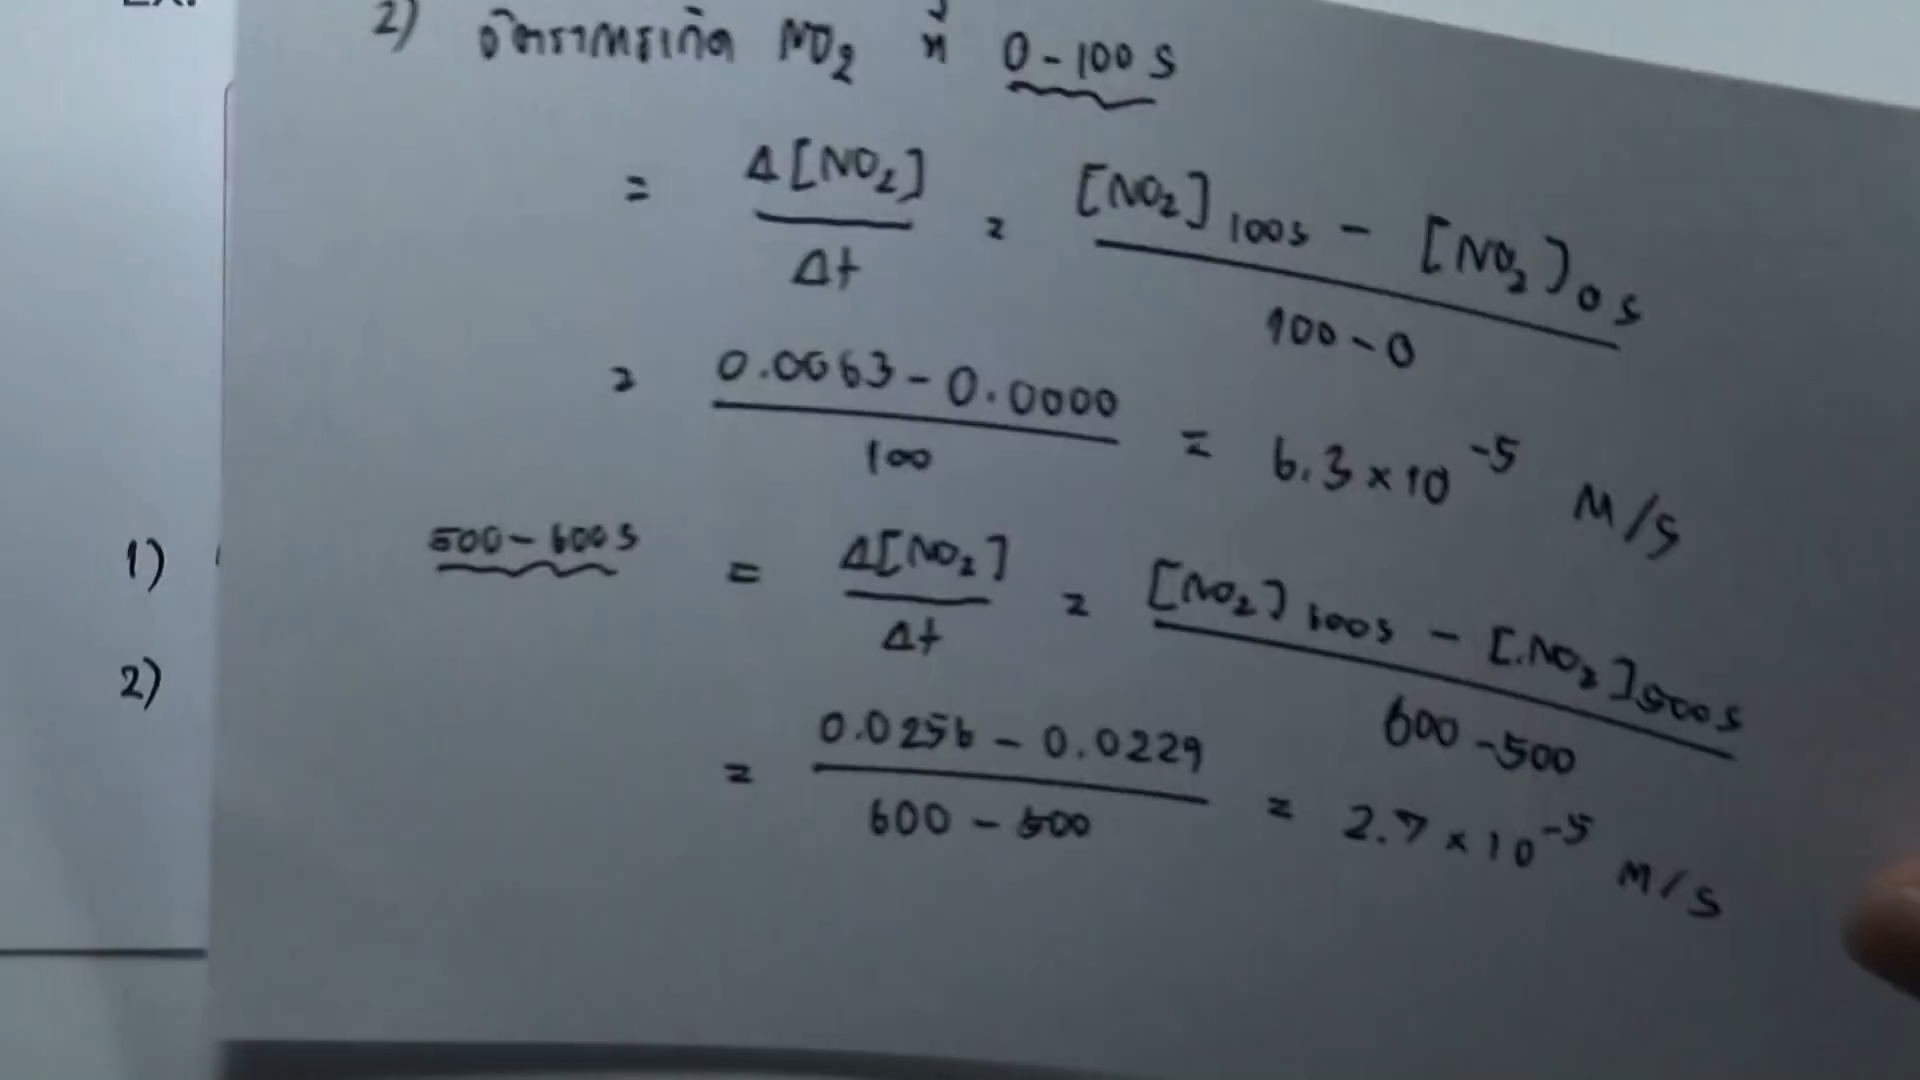 2) อัตราการเกิด NO₂ ที่ 0-100 s
= Δ[NO₂] / Δt = [NO₂]100s - [NO₂]0s / 100-0
= 0.0063 - 0.0000 / 100 = 6.3 × 10⁻⁵ M/s
500-600s = Δ[NO₂] / Δt = [NO₂]600s - [NO₂]500s / 600-500
= 0.0256 - 0.0229 / 600 - 500 = 2.7 × 10⁻⁵ M/s
1)
2)